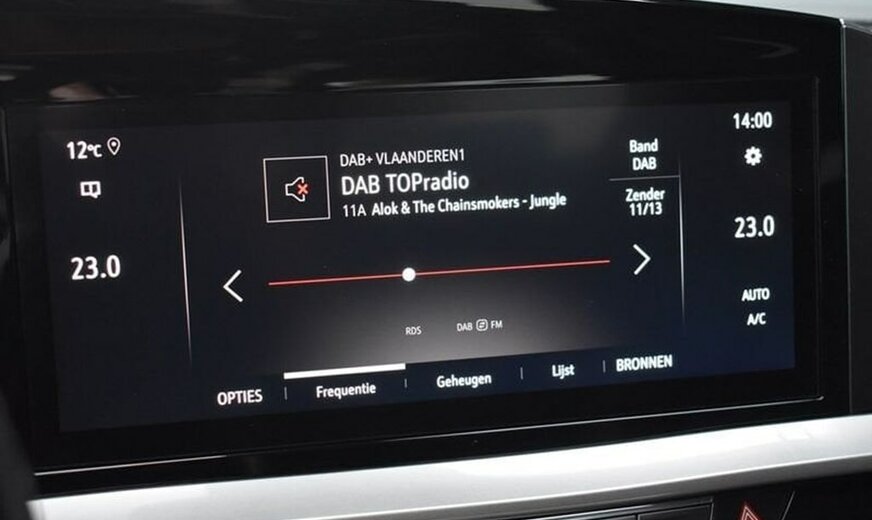 12°C
14:00
DAB+ VLAANDEREN1
DAB TOPradio
11A Alok & The Chainsmokers - Jungle
Band
DAB
Zender
11/13
23.0
23.0
AUTO
A/C
RDS
DAB FM
OPTIES
Frequentie
Geheugen
Lijst
BRONNEN